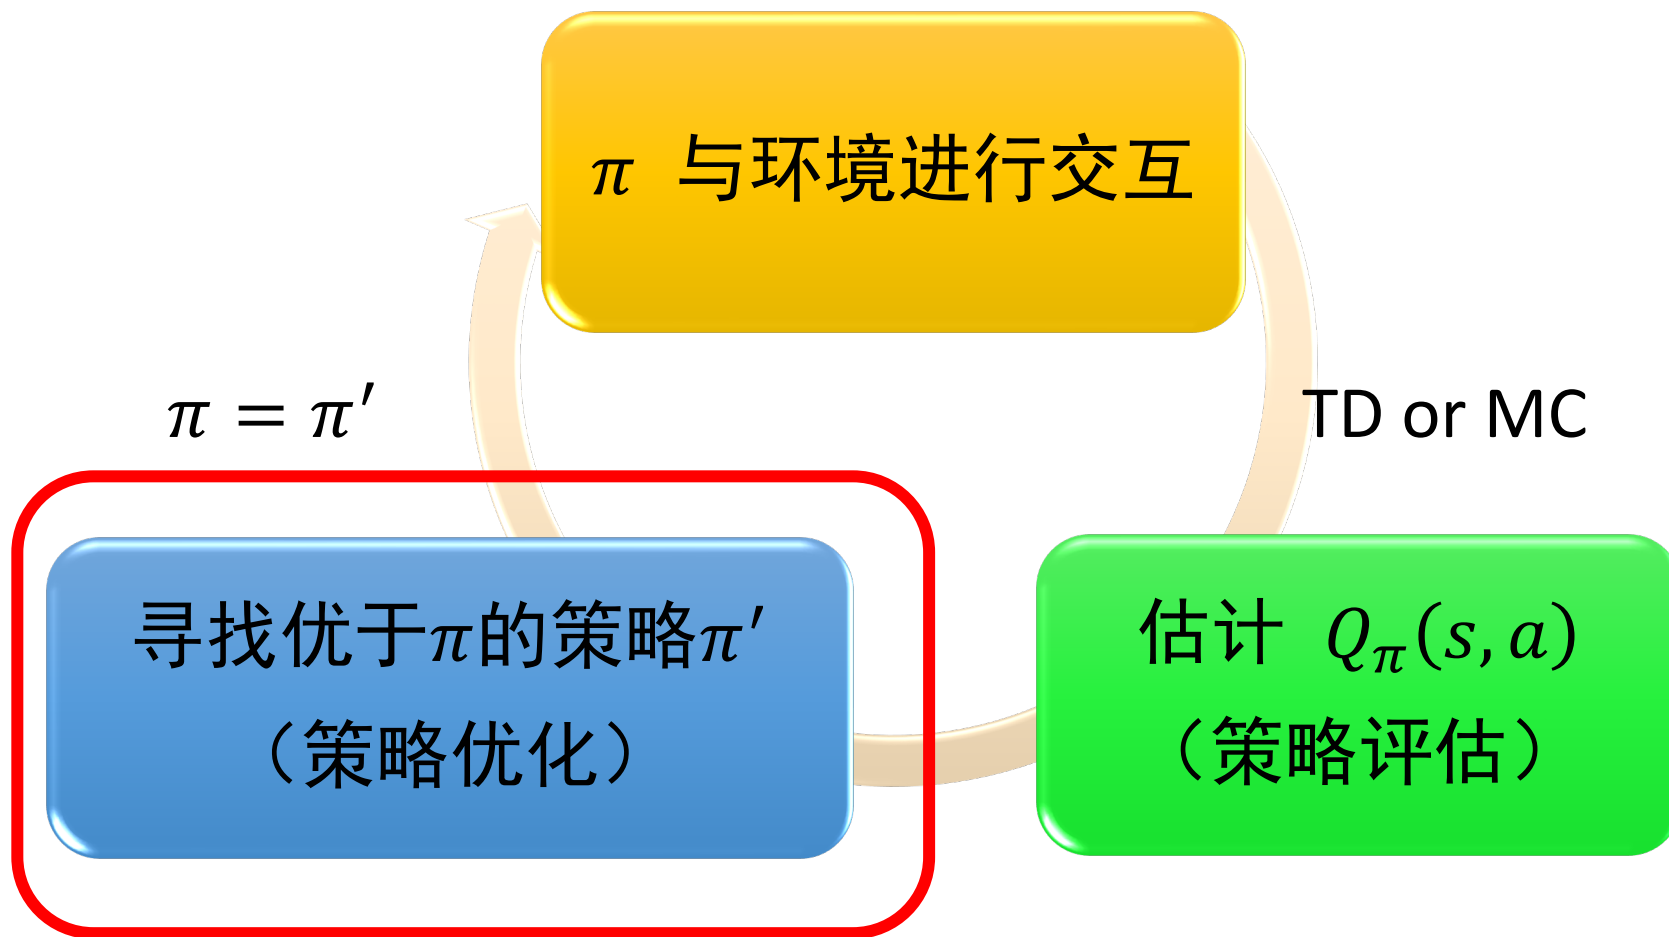 π 与环境进行交互
π = π′
TD or MC
寻找优于π的策略π′
（策略优化）
估计 Qπ(s, a)
（策略评估）